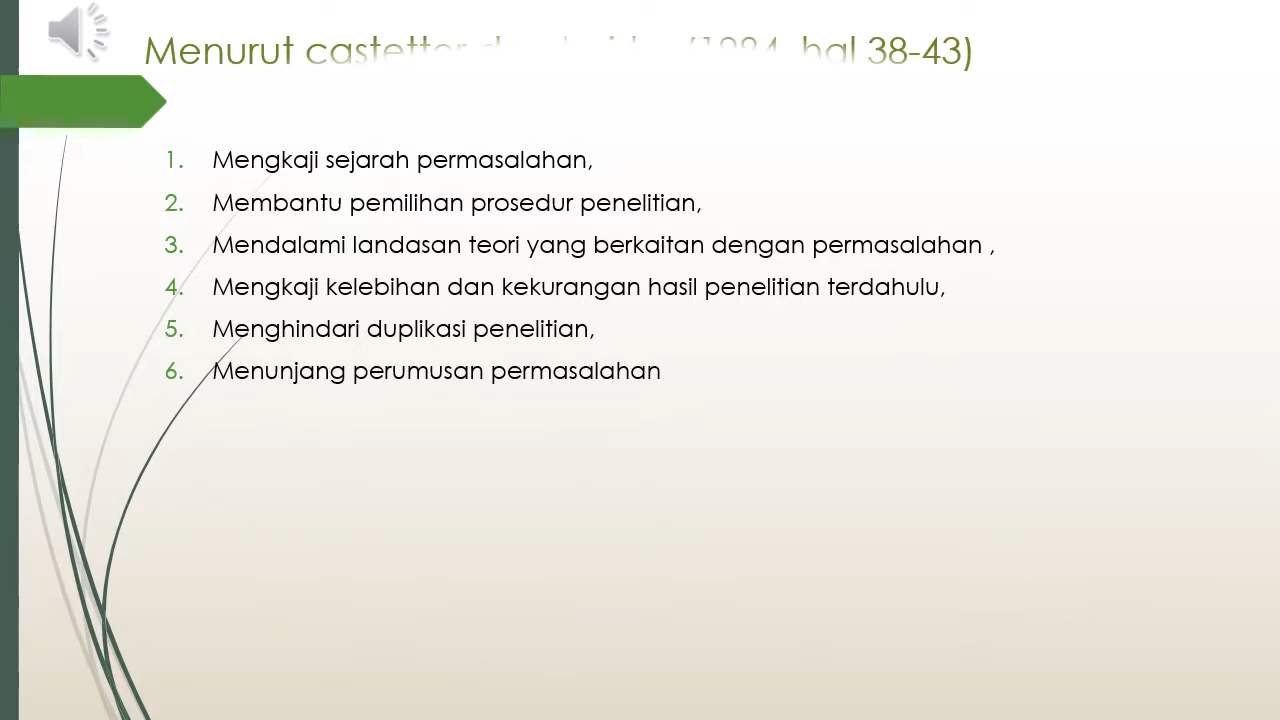 Menurut castetter (1984, hal 38-43)
1. Mengkaji sejarah permasalahan,
2. Membantu pemilihan prosedur penelitian,
3. Mendalami landasan teori yang berkaitan dengan permasalahan ,
4. Mengkaji kelebihan dan kekurangan hasil penelitian terdahulu,
5. Menghindari duplikasi penelitian,
6. Menunjang perumusan permasalahan